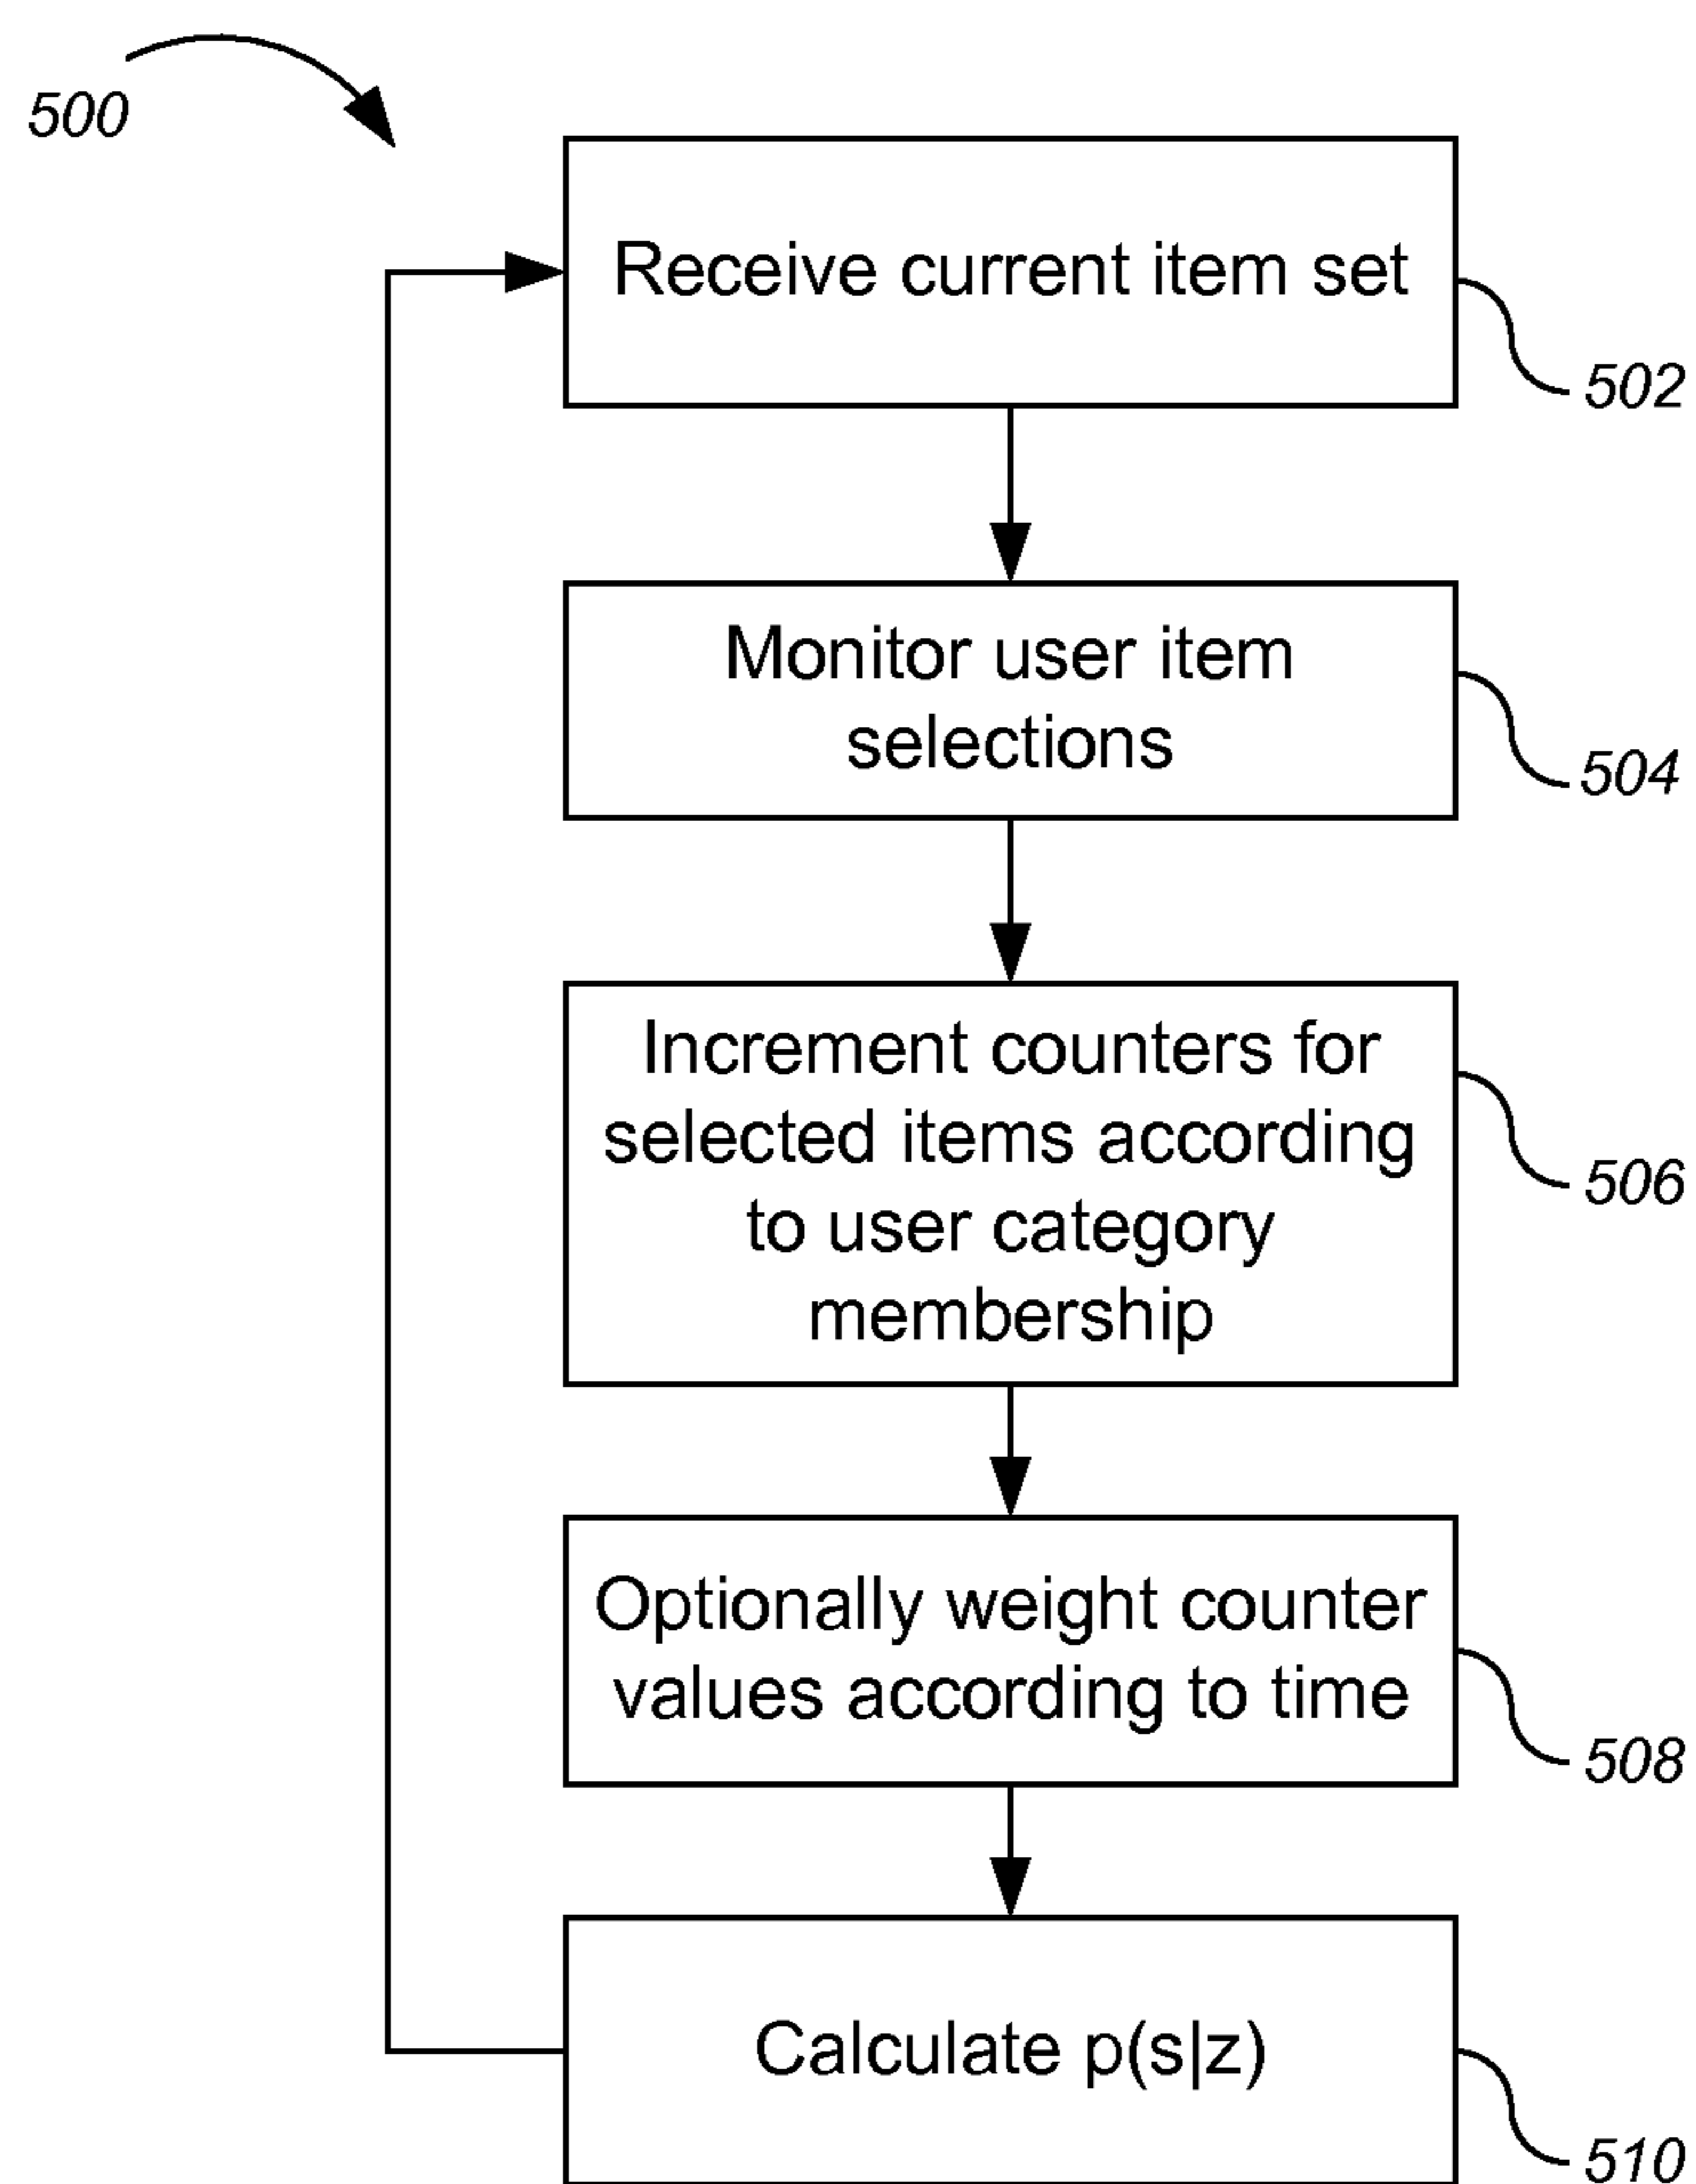 500
Receive current item set
502
Monitor user item
selections
504
Increment counters for
selected items according
to user category
membership
506
Optionally weight counter
values according to time
508
Calculate p(s|z)
510